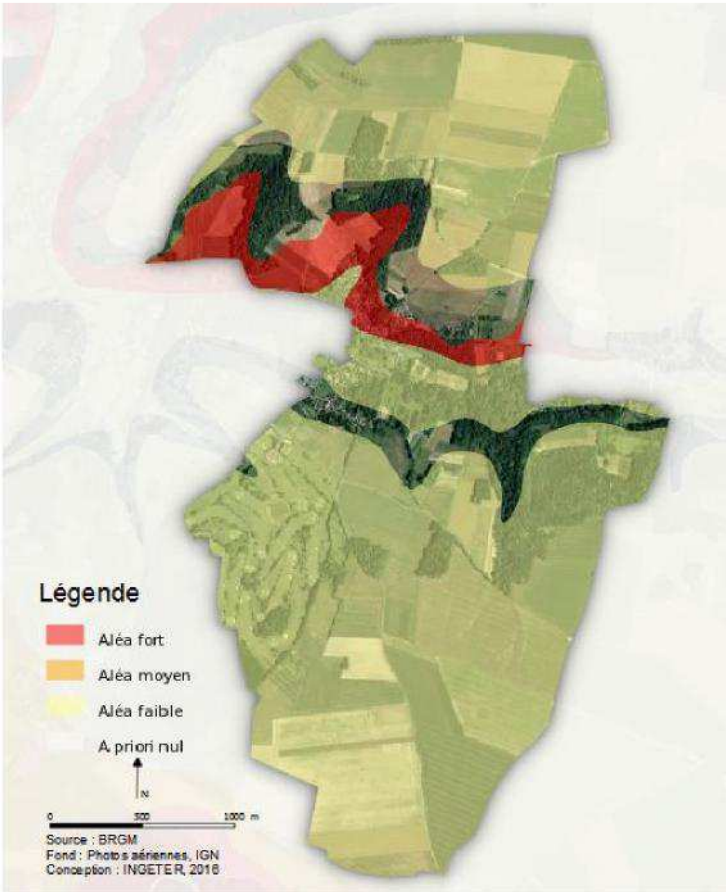 Légende
Aléa fort
Aléa moyen
Aléa faible
A priori nul
N
0 500 1000 m
Source : BRGM
Fond : Photos aériennes, IGN
Conception : INGETER, 2016